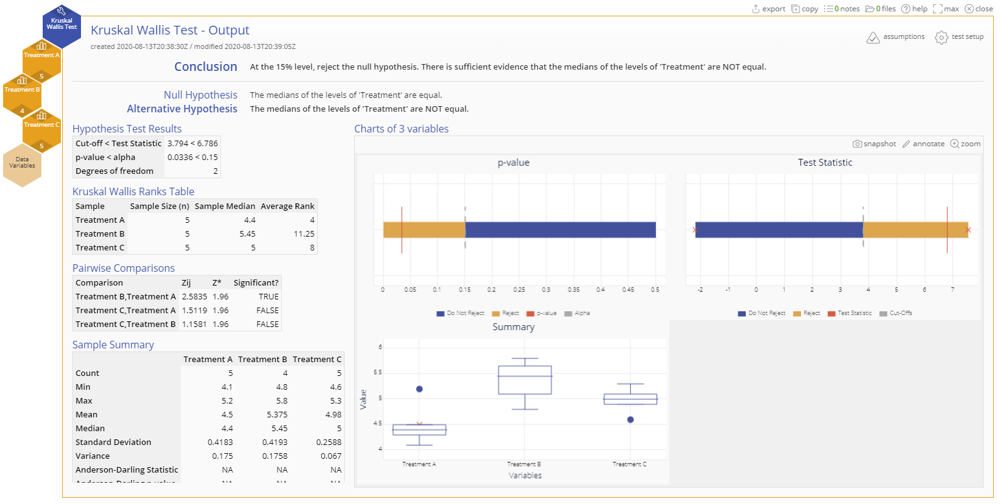 export copy 0 notes 0 files help max close
Kruskal
Wallis Test
Treatment A
5
Treatment B
4
Treatment C
5
Data
Variables
Kruskal Wallis Test - Output
created 2020-08-13T20:38:30Z / modified 2020-08-13T20:39:05Z
assumptions test setup
Conclusion At the 15% level, reject the null hypothesis. There is sufficient evidence that the medians of the levels of 'Treatment' are NOT equal.
Null Hypothesis The medians of the levels of 'Treatment' are equal.
Alternative Hypothesis The medians of the levels of 'Treatment' are NOT equal.
Hypothesis Test Results
Cut-off < Test Statistic 3.794 < 6.786
p-value < alpha 0.0336 < 0.15
Degrees of freedom 2
Kruskal Wallis Ranks Table
Sample Sample Size (n) Sample Median Average Rank
Treatment A 5 4.4 4
Treatment B 5 5.45 11.25
Treatment C 5 5 8
Pairwise Comparisons
Comparison Zij Z* Significant?
Treatment B,Treatment A 2.5835 1.96 TRUE
Treatment C,Treatment A 1.5119 1.96 FALSE
Treatment C,Treatment B 1.1581 1.96 FALSE
Sample Summary
Treatment A Treatment B Treatment C
Count 5 4 5
Min 4.1 4.8 4.6
Max 5.2 5.8 5.3
Mean 4.5 5.375 4.98
Median 4.4 5.45 5
Standard Deviation 0.4183 0.4193 0.2588
Variance 0.175 0.1758 0.067
Anderson-Darling Statistic NA NA NA
Anderson-Darling p-value NA NA NA
Charts of 3 variables
snapshot annotate zoom
p-value
0 0.05 0.1 0.15 0.2 0.25 0.3 0.35 0.4 0.45 0.5
Do Not Reject Reject p-value Alpha
Test Statistic
-2 -1 0 1 2 3 4 5 6 7
Do Not Reject Reject Test Statistic Cut-Offs
Summary
6
5.5
5
4.5
4
Value
Treatment A Treatment B Treatment C
Variables